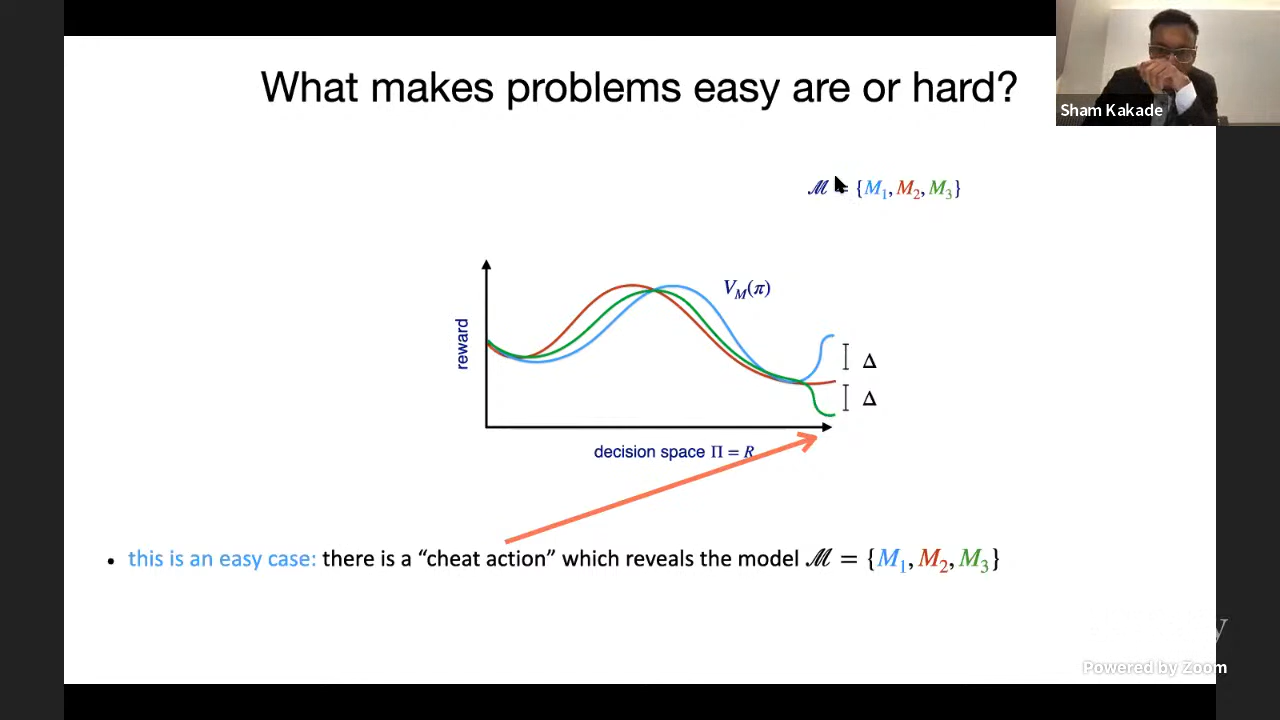 What makes problems easy are or hard?
Sham Kakade
ℳ = {M₁, M₂, M₃}
V_M(π)
reward
Δ
Δ
decision space Π = R
• this is an easy case: there is a “cheat action” which reveals the model ℳ = {M₁, M₂, M₃}
Powered by Zoom